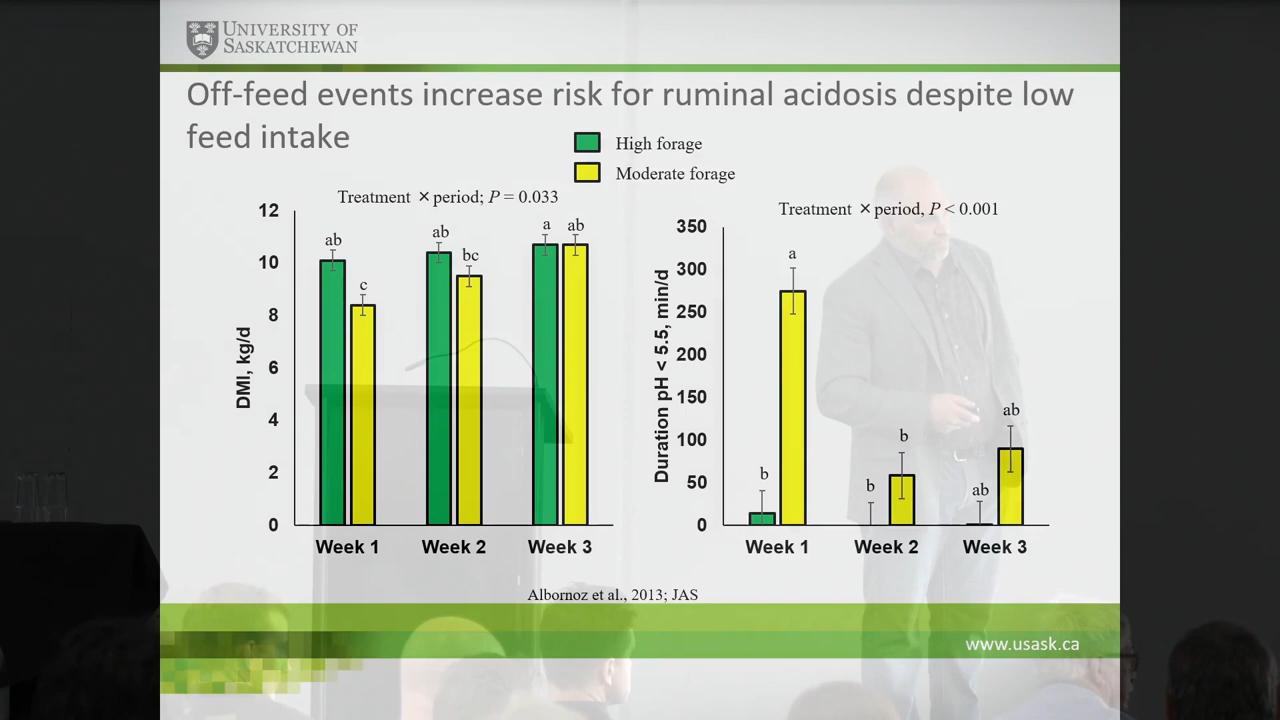 UNIVERSITY OF
SASKATCHEWAN
Off-feed events increase risk for ruminal acidosis despite low
feed intake
High forage
Moderate forage
Treatment × period; P = 0.033
12
10
8
6
4
2
0
DMI, kg/d
ab
c
ab
bc
a
ab
Week 1
Week 2
Week 3
Treatment × period, P < 0.001
350
300
250
200
150
100
50
0
Duration pH < 5.5, min/d
b
a
b
b
ab
ab
Week 1
Week 2
Week 3
Albornoz et al., 2013; JAS
www.usask.ca